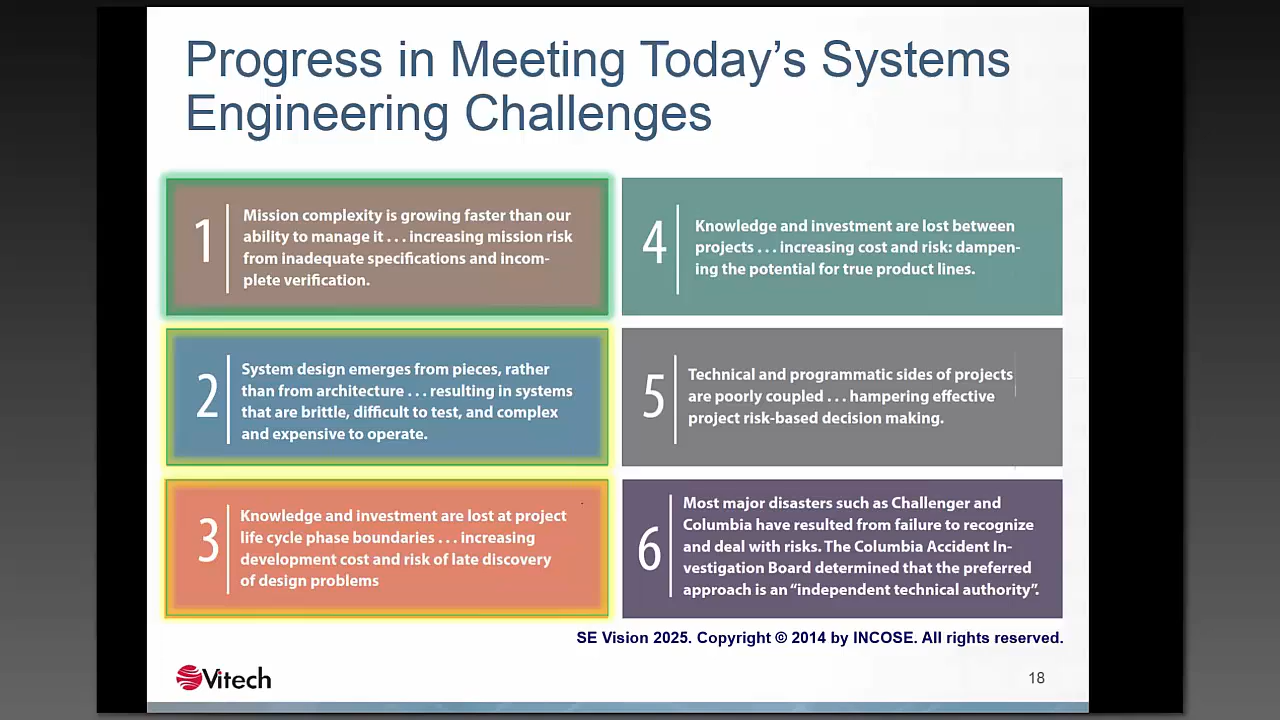 Progress in Meeting Today's Systems
Engineering Challenges
1
Mission complexity is growing faster than our
ability to manage it . . . increasing mission risk
from inadequate specifications and incom-
plete verification.
2
System design emerges from pieces, rather
than from architecture . . . resulting in systems
that are brittle, difficult to test, and complex
and expensive to operate.
3
Knowledge and investment are lost at project
life cycle phase boundaries . . . increasing
development cost and risk of late discovery
of design problems
4
Knowledge and investment are lost between
projects . . . increasing cost and risk: dampen-
ing the potential for true product lines.
5
Technical and programmatic sides of projects
are poorly coupled . . . hampering effective
project risk-based decision making.
6
Most major disasters such as Challenger and
Columbia have resulted from failure to recognize
and deal with risks. The Columbia Accident In-
vestigation Board determined that the preferred
approach is an “independent technical authority”.
SE Vision 2025. Copyright © 2014 by INCOSE. All rights reserved.
Vitech
18